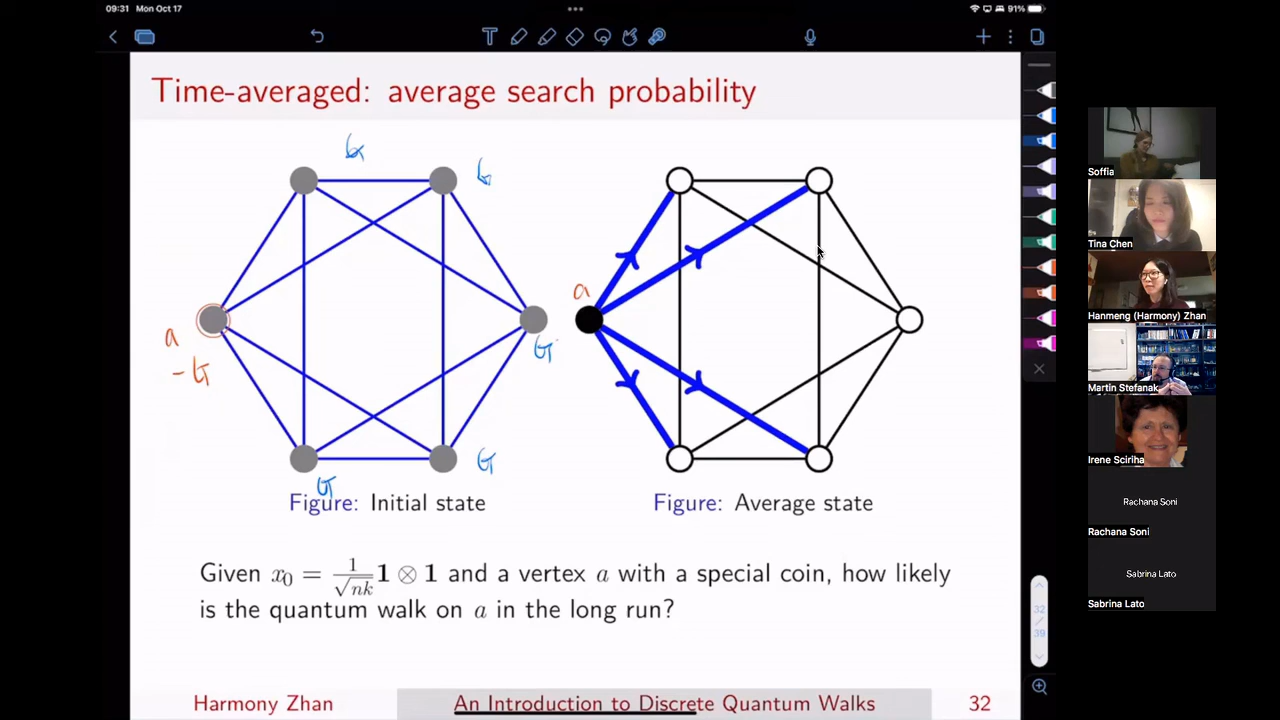 09:31 Mon Oct 17
91%
Time-averaged: average search probability
G
G
a
a
-G
G
G
G
Figure: Initial state
Figure: Average state
Given x₀ = 1/√nk 1 ⊗ 1 and a vertex a with a special coin, how likely
is the quantum walk on a in the long run?
Harmony Zhan
An Introduction to Discrete Quantum Walks
32
32
/
39
Soffia
Tina Chen
Hanmeng (Harmony) Zhan
Martin Stefanak
Irene Sciriha
Rachana Soni
Rachana Soni
Sabrina Lato
Sabrina Lato